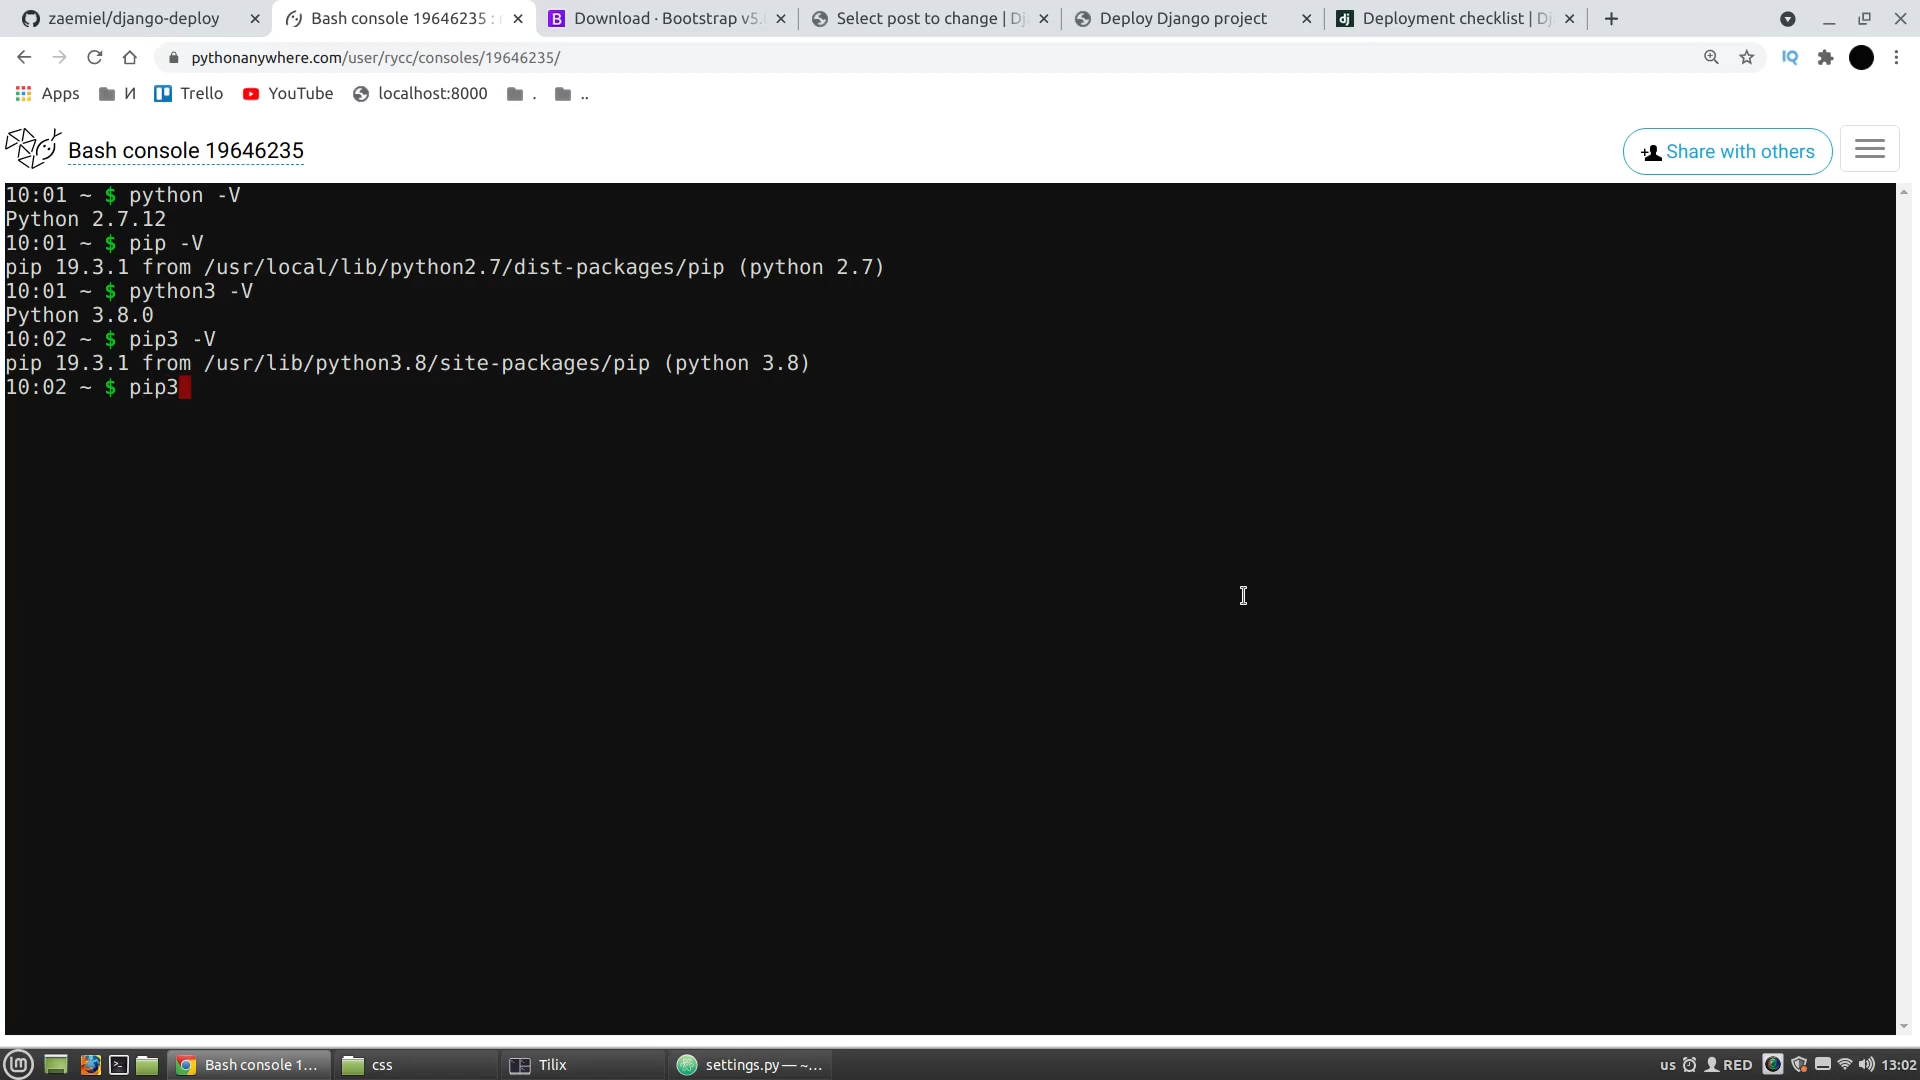 zaemiel/django-deploy
Bash console 19646235 :
Download · Bootstrap v5.
Select post to change | Dj
Deploy Django project
Deployment checklist | Dj
pythonanywhere.com/user/rycc/consoles/19646235/
IQ
Apps
И
Trello
YouTube
localhost:8000
.
..
Bash console 19646235
Share with others
10:01 ~ $ python -V
Python 2.7.12
10:01 ~ $ pip -V
pip 19.3.1 from /usr/local/lib/python2.7/dist-packages/pip (python 2.7)
10:01 ~ $ python3 -V
Python 3.8.0
10:02 ~ $ pip3 -V
pip 19.3.1 from /usr/lib/python3.8/site-packages/pip (python 3.8)
10:02 ~ $ pip3
Bash console 1...
css
Tilix
settings.py — ~...
us
RED
13:02